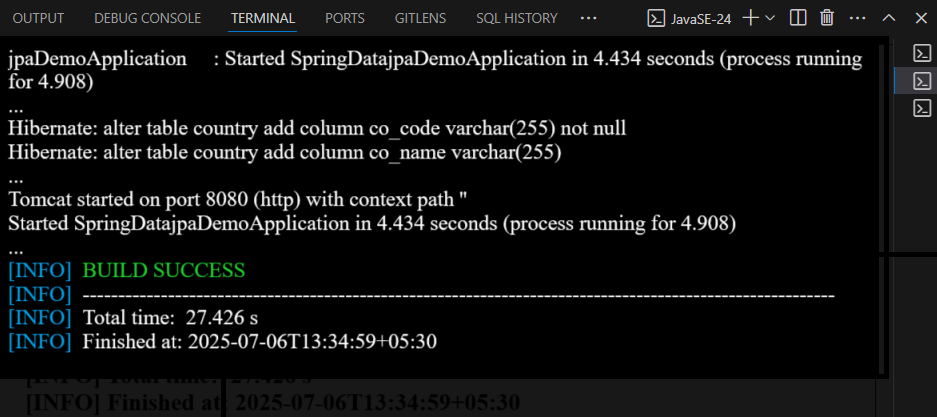 OUTPUT DEBUG CONSOLE TERMINAL PORTS GITLENS SQL HISTORY ··· JavaSE-24
jpaDemoApplication : Started SpringDatajpaDemoApplication in 4.434 seconds (process running
for 4.908)
...
Hibernate: alter table country add column co_code varchar(255) not null
Hibernate: alter table country add column co_name varchar(255)
...
Tomcat started on port 8080 (http) with context path "
Started SpringDatajpaDemoApplication in 4.434 seconds (process running for 4.908)
...
[INFO] BUILD SUCCESS
[INFO] ------------------------------------------------------------------------------------------------
[INFO] Total time: 27.426 s
[INFO] Finished at: 2025-07-06T13:34:59+05:30
[INFO] Total time: 27.426 s
[INFO] Finished at: 2025-07-06T13:34:59+05:30